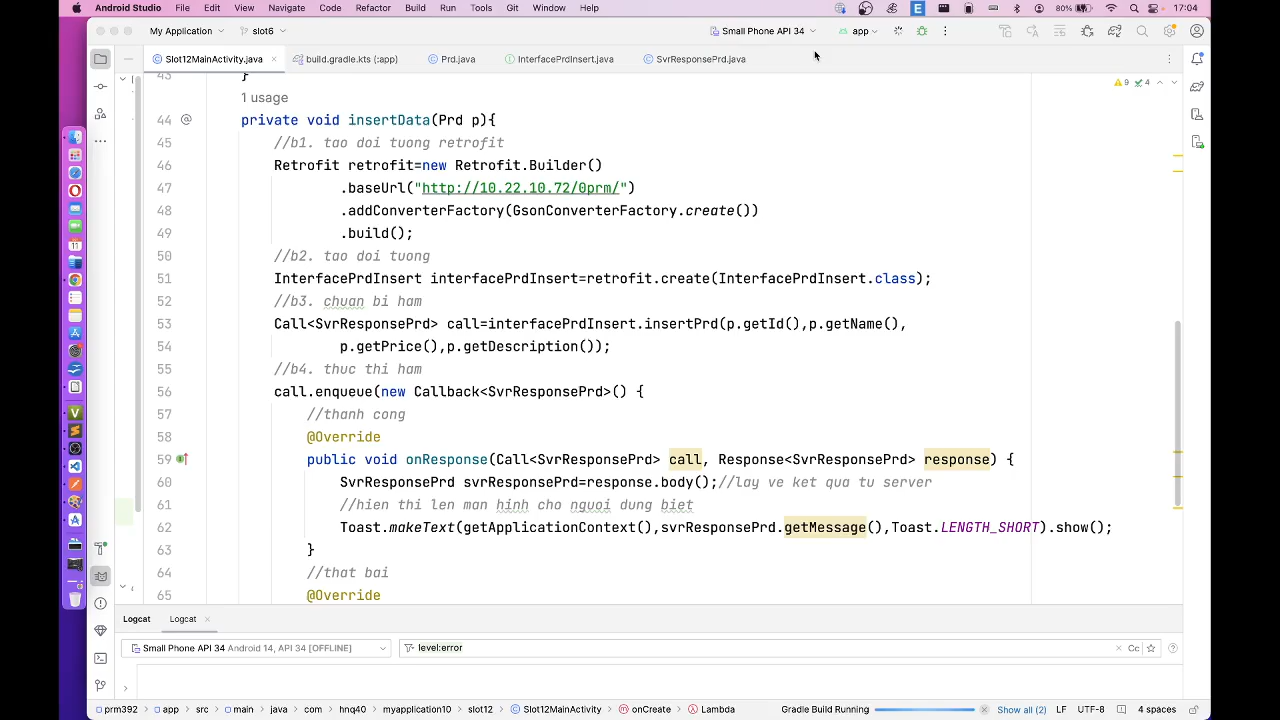 Android Studio File Edit View Navigate Code Refactor Build Run Tools Git Window Help 80% 17:04
My Application slot6 Small Phone API 34 app
Slot12MainActivity.java build.gradle.kts (:app) Prd.java InterfacePrdInsert.java SvrResponsePrd.java
43 }
1 usage
9 4
44 private void insertData(Prd p){
45 //b1. tao doi tuong retrofit
46 Retrofit retrofit=new Retrofit.Builder()
47 .baseUrl("http://10.22.10.72/0prm/")
48 .addConverterFactory(GsonConverterFactory.create())
49 .build();
50 //b2. tao doi tuong
51 InterfacePrdInsert interfacePrdInsert=retrofit.create(InterfacePrdInsert.class);
52 //b3. chuan bi ham
53 Call<SvrResponsePrd> call=interfacePrdInsert.insertPrd(p.getId(),p.getName(),
54 p.getPrice(),p.getDescription());
55 //b4. thuc thi ham
56 call.enqueue(new Callback<SvrResponsePrd>() {
57 //thanh cong
58 @Override
59 public void onResponse(Call<SvrResponsePrd> call, Response<SvrResponsePrd> response) {
60 SvrResponsePrd svrResponsePrd=response.body();//lay ve ket qua tu server
61 //hien thi len man hinh cho nguoi dung biet
62 Toast.makeText(getApplicationContext(),svrResponsePrd.getMessage(),Toast.LENGTH_SHORT).show();
63 }
64 //that bai
65 @Override
Logcat Logcat
Small Phone API 34 Android 14, API 34 [OFFLINE] level:error Cc
prm392 app src main java com hnq40 myapplication10 slot12 Slot12MainActivity onCreate Lambda Gradle Build Running Show all (2) LF UTF-8 4 spaces